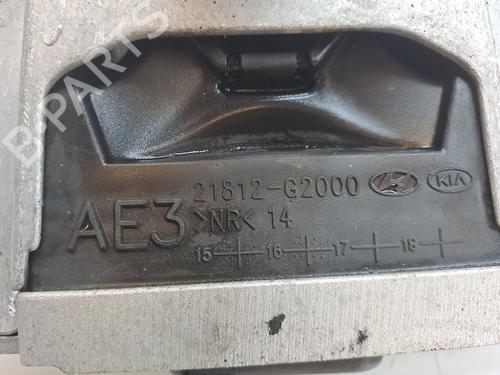 B-PARTS
21812-G2000 KIA
AE3 >NR< 14
15 16 17 18